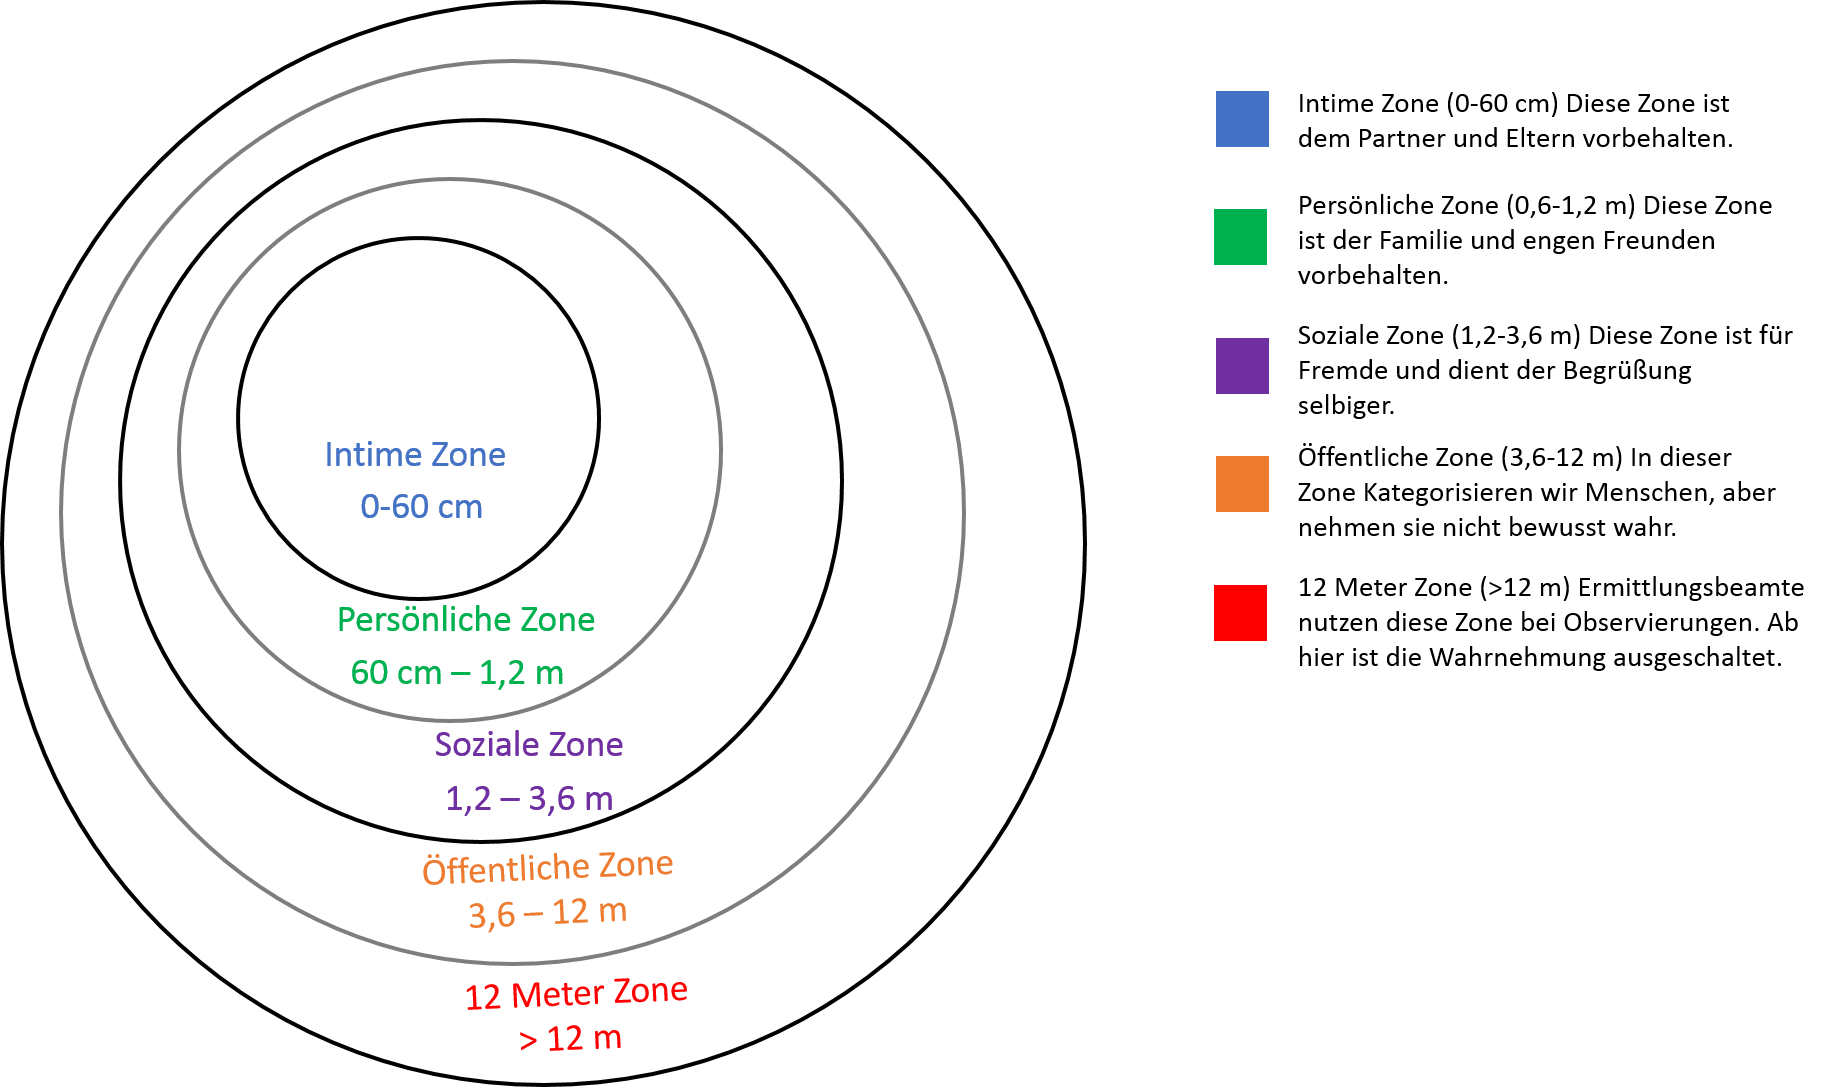 Intime Zone
0-60 cm
Persönliche Zone
60 cm – 1,2 m
Soziale Zone
1,2 – 3,6 m
Öffentliche Zone
3,6 – 12 m
12 Meter Zone
> 12 m
Intime Zone (0-60 cm) Diese Zone ist
dem Partner und Eltern vorbehalten.
Persönliche Zone (0,6-1,2 m) Diese Zone
ist der Familie und engen Freunden
vorbehalten.
Soziale Zone (1,2-3,6 m) Diese Zone ist für
Fremde und dient der Begrüßung
selbiger.
Öffentliche Zone (3,6-12 m) In dieser
Zone Kategorisieren wir Menschen, aber
nehmen sie nicht bewusst wahr.
12 Meter Zone (>12 m) Ermittlungsbeamte
nutzen diese Zone bei Observierungen. Ab
hier ist die Wahrnehmung ausgeschaltet.